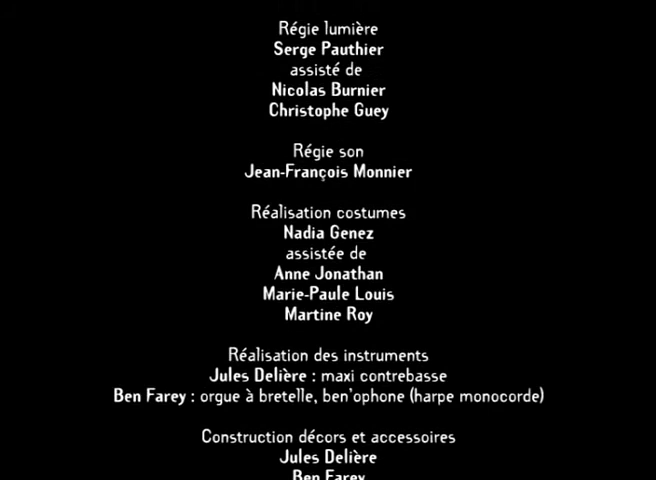 Régie lumière
Serge Pauthier
assisté de
Nicolas Burnier
Christophe Guey
Régie son
Jean-François Monnier
Réalisation costumes
Nadia Genez
assistée de
Anne Jonathan
Marie-Paule Louis
Martine Roy
Réalisation des instruments
Jules Delière : maxi contrebasse
Ben Farey : orgue à bretelle, ben'ophone (harpe monocorde)
Construction décors et accessoires
Jules Delière
Ben Farey